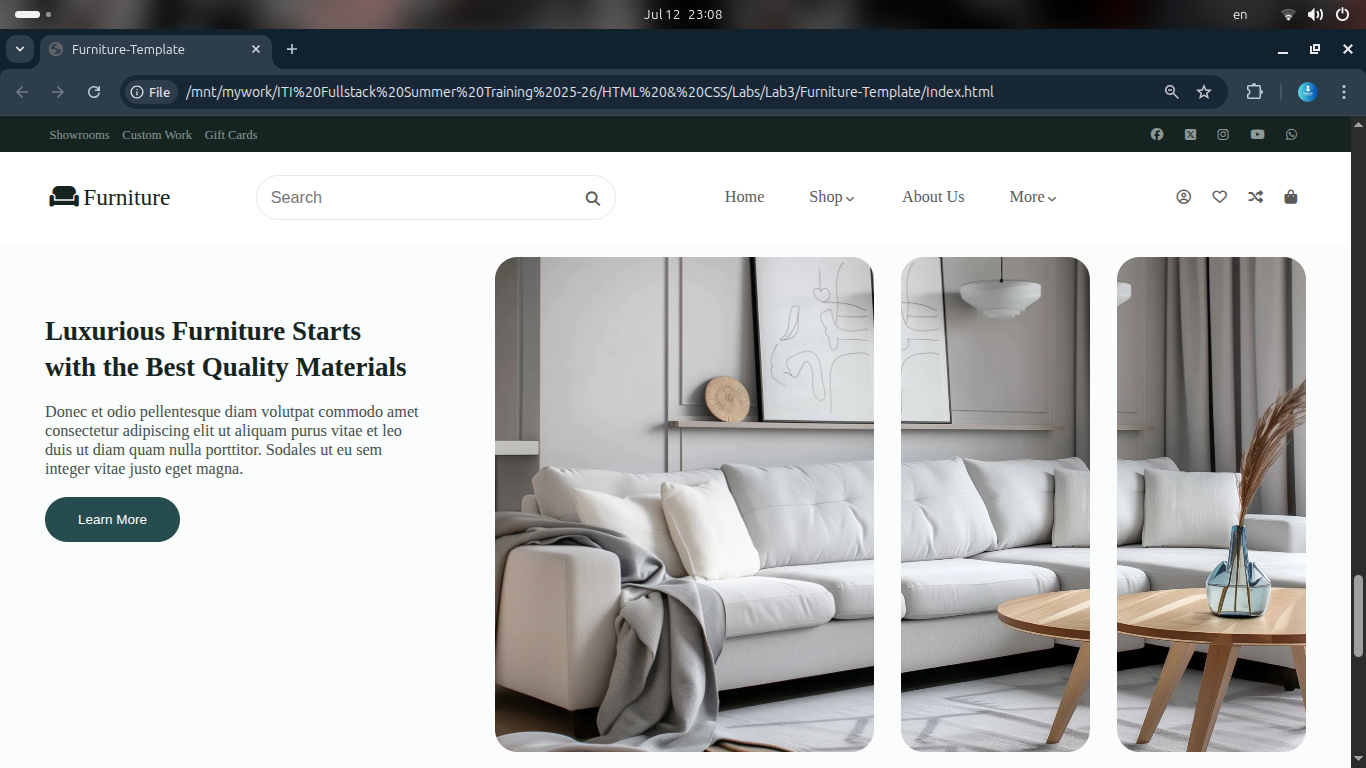 Jul 12 23:08
en
Furniture-Template
File
/mnt/mywork/ITI%20Fullstack%20Summer%20Training%2025-26/HTML%20&%20CSS/Labs/Lab3/Furniture-Template/Index.html
Showrooms Custom Work Gift Cards
Furniture
Search
Home Shop About Us More
Luxurious Furniture Starts
with the Best Quality Materials
Donec et odio pellentesque diam volutpat commodo amet
consectetur adipiscing elit ut aliquam purus vitae et leo
duis ut diam quam nulla porttitor. Sodales ut eu sem
integer vitae justo eget magna.
Learn More